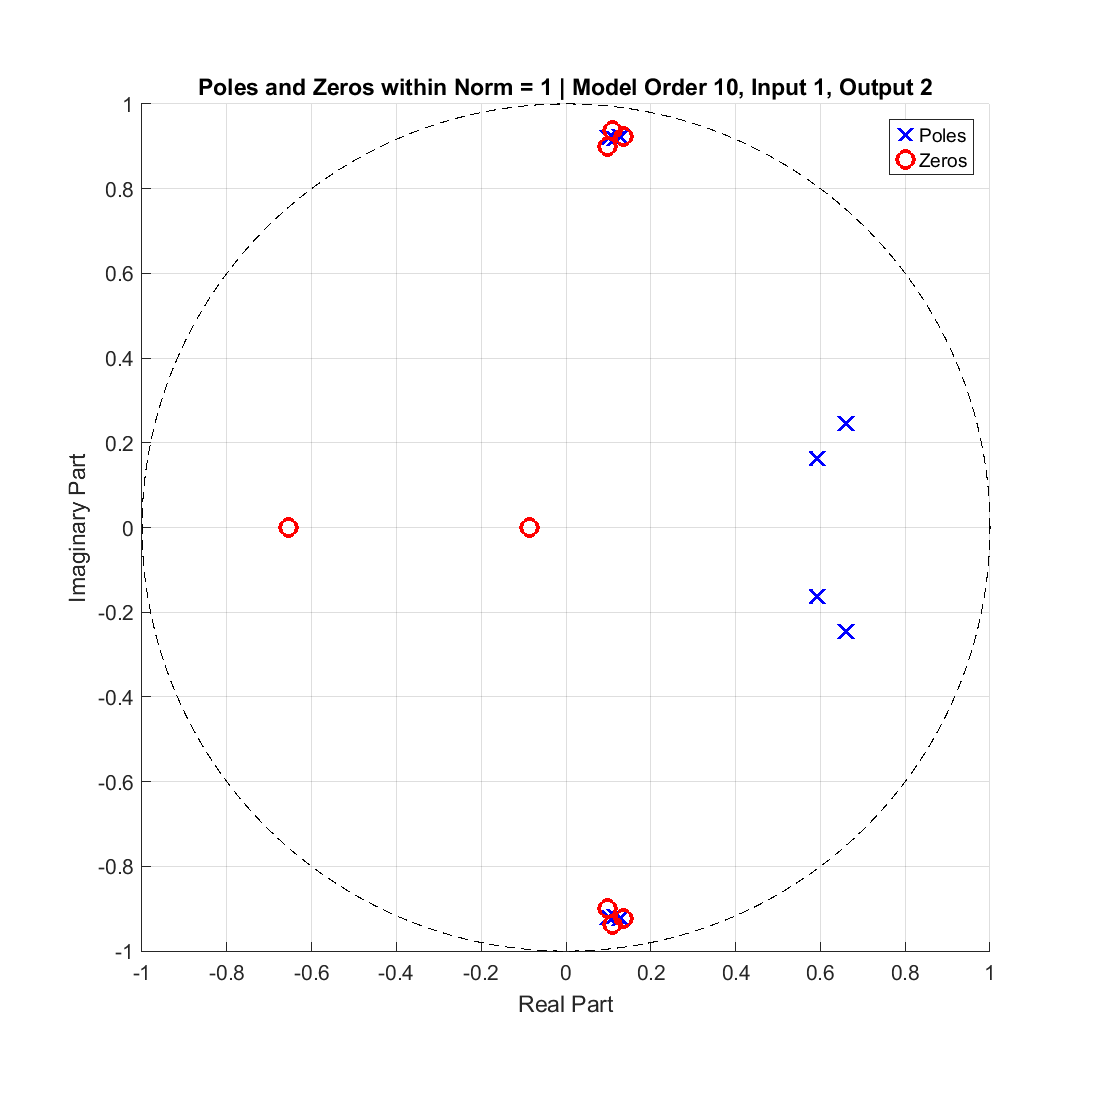 Poles and Zeros within Norm = 1 | Model Order 10, Input 1, Output 2
Poles
Zeros
1
0.8
0.6
0.4
0.2
0
-0.2
-0.4
-0.6
-0.8
-1
Imaginary Part
-1 -0.8 -0.6 -0.4 -0.2 0 0.2 0.4 0.6 0.8 1
Real Part